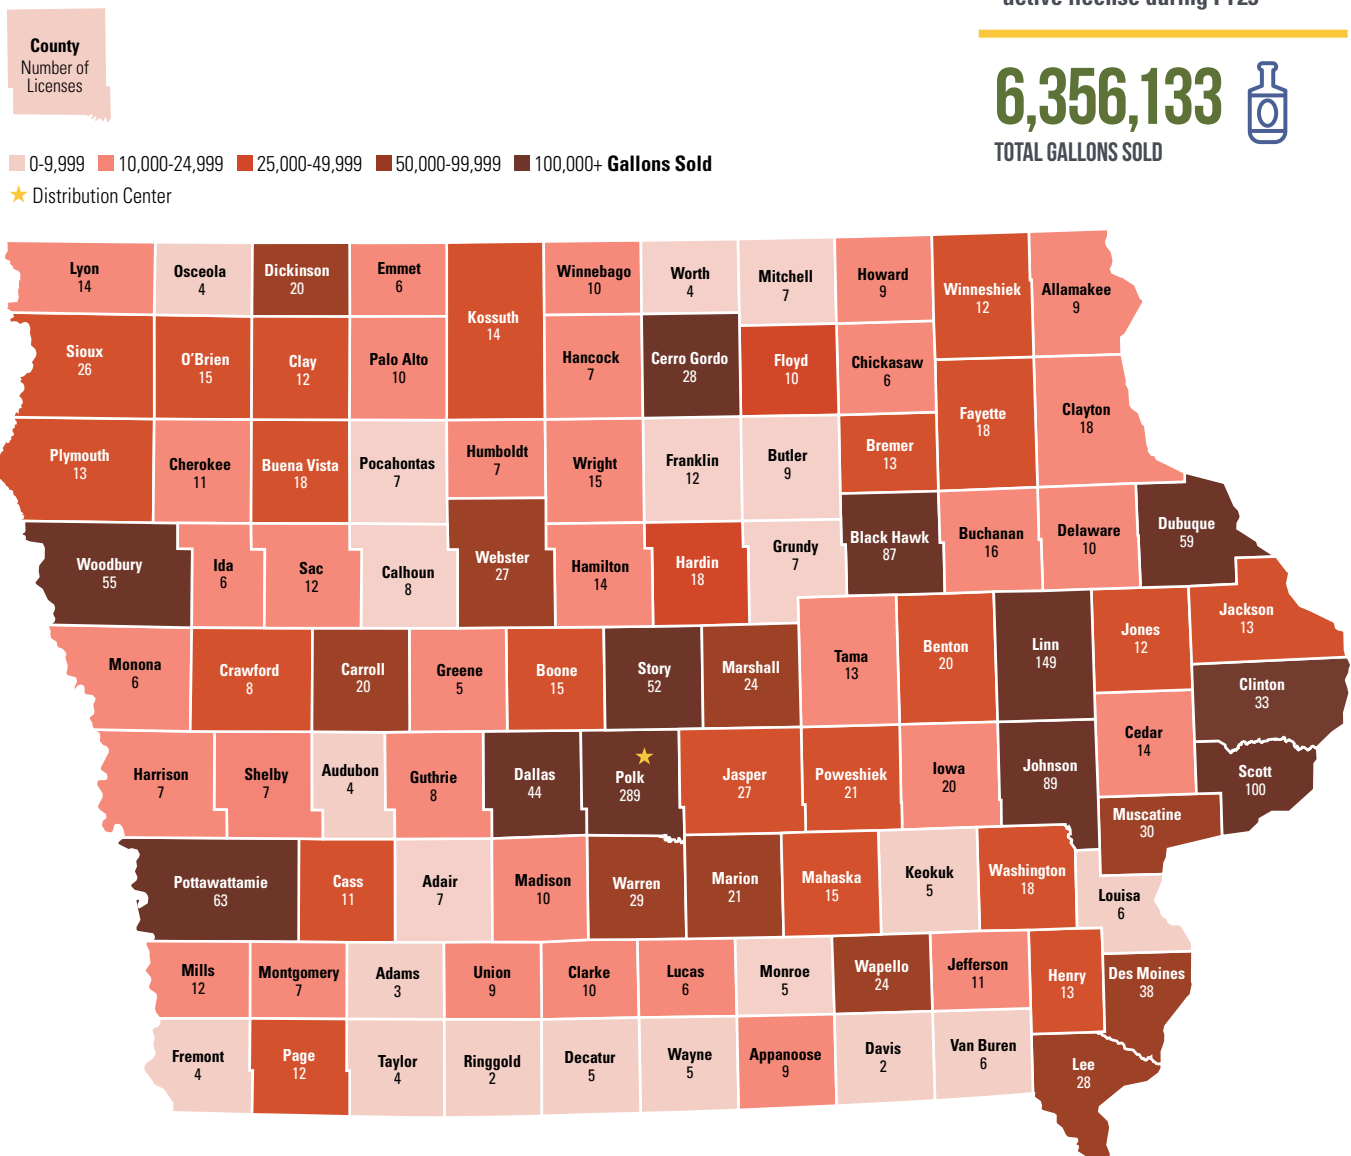 active license during FY23
County
Number of
Licenses
6,356,133
TOTAL GALLONS SOLD
0-9,999 10,000-24,999 25,000-49,999 50,000-99,999 100,000+ Gallons Sold
Distribution Center
Lyon
14
Osceola
4
Dickinson
20
Emmet
6
Kossuth
14
Winnebago
10
Worth
4
Mitchell
7
Howard
9
Winneshiek
12
Allamakee
9
Sioux
26
O'Brien
15
Clay
12
Palo Alto
10
Hancock
7
Cerro Gordo
28
Floyd
10
Chickasaw
6
Fayette
18
Clayton
18
Plymouth
13
Cherokee
11
Buena Vista
18
Pocahontas
7
Humboldt
7
Wright
15
Franklin
12
Butler
9
Bremer
13
Woodbury
55
Ida
6
Sac
12
Calhoun
8
Webster
27
Hamilton
14
Hardin
18
Grundy
7
Black Hawk
87
Buchanan
16
Delaware
10
Dubuque
59
Monona
6
Crawford
8
Carroll
20
Greene
5
Boone
15
Story
52
Marshall
24
Tama
13
Benton
20
Linn
149
Jones
12
Jackson
13
Clinton
33
Harrison
7
Shelby
7
Audubon
4
Guthrie
8
Dallas
44
Polk
289
Jasper
27
Poweshiek
21
Iowa
20
Johnson
89
Cedar
14
Scott
100
Muscatine
30
Pottawattamie
63
Cass
11
Adair
7
Madison
10
Warren
29
Marion
21
Mahaska
15
Keokuk
5
Washington
18
Louisa
6
Mills
12
Montgomery
7
Adams
3
Union
9
Clarke
10
Lucas
6
Monroe
5
Wapello
24
Jefferson
11
Henry
13
Des Moines
38
Fremont
4
Page
12
Taylor
4
Ringgold
2
Decatur
5
Wayne
5
Appanoose
9
Davis
2
Van Buren
6
Lee
28